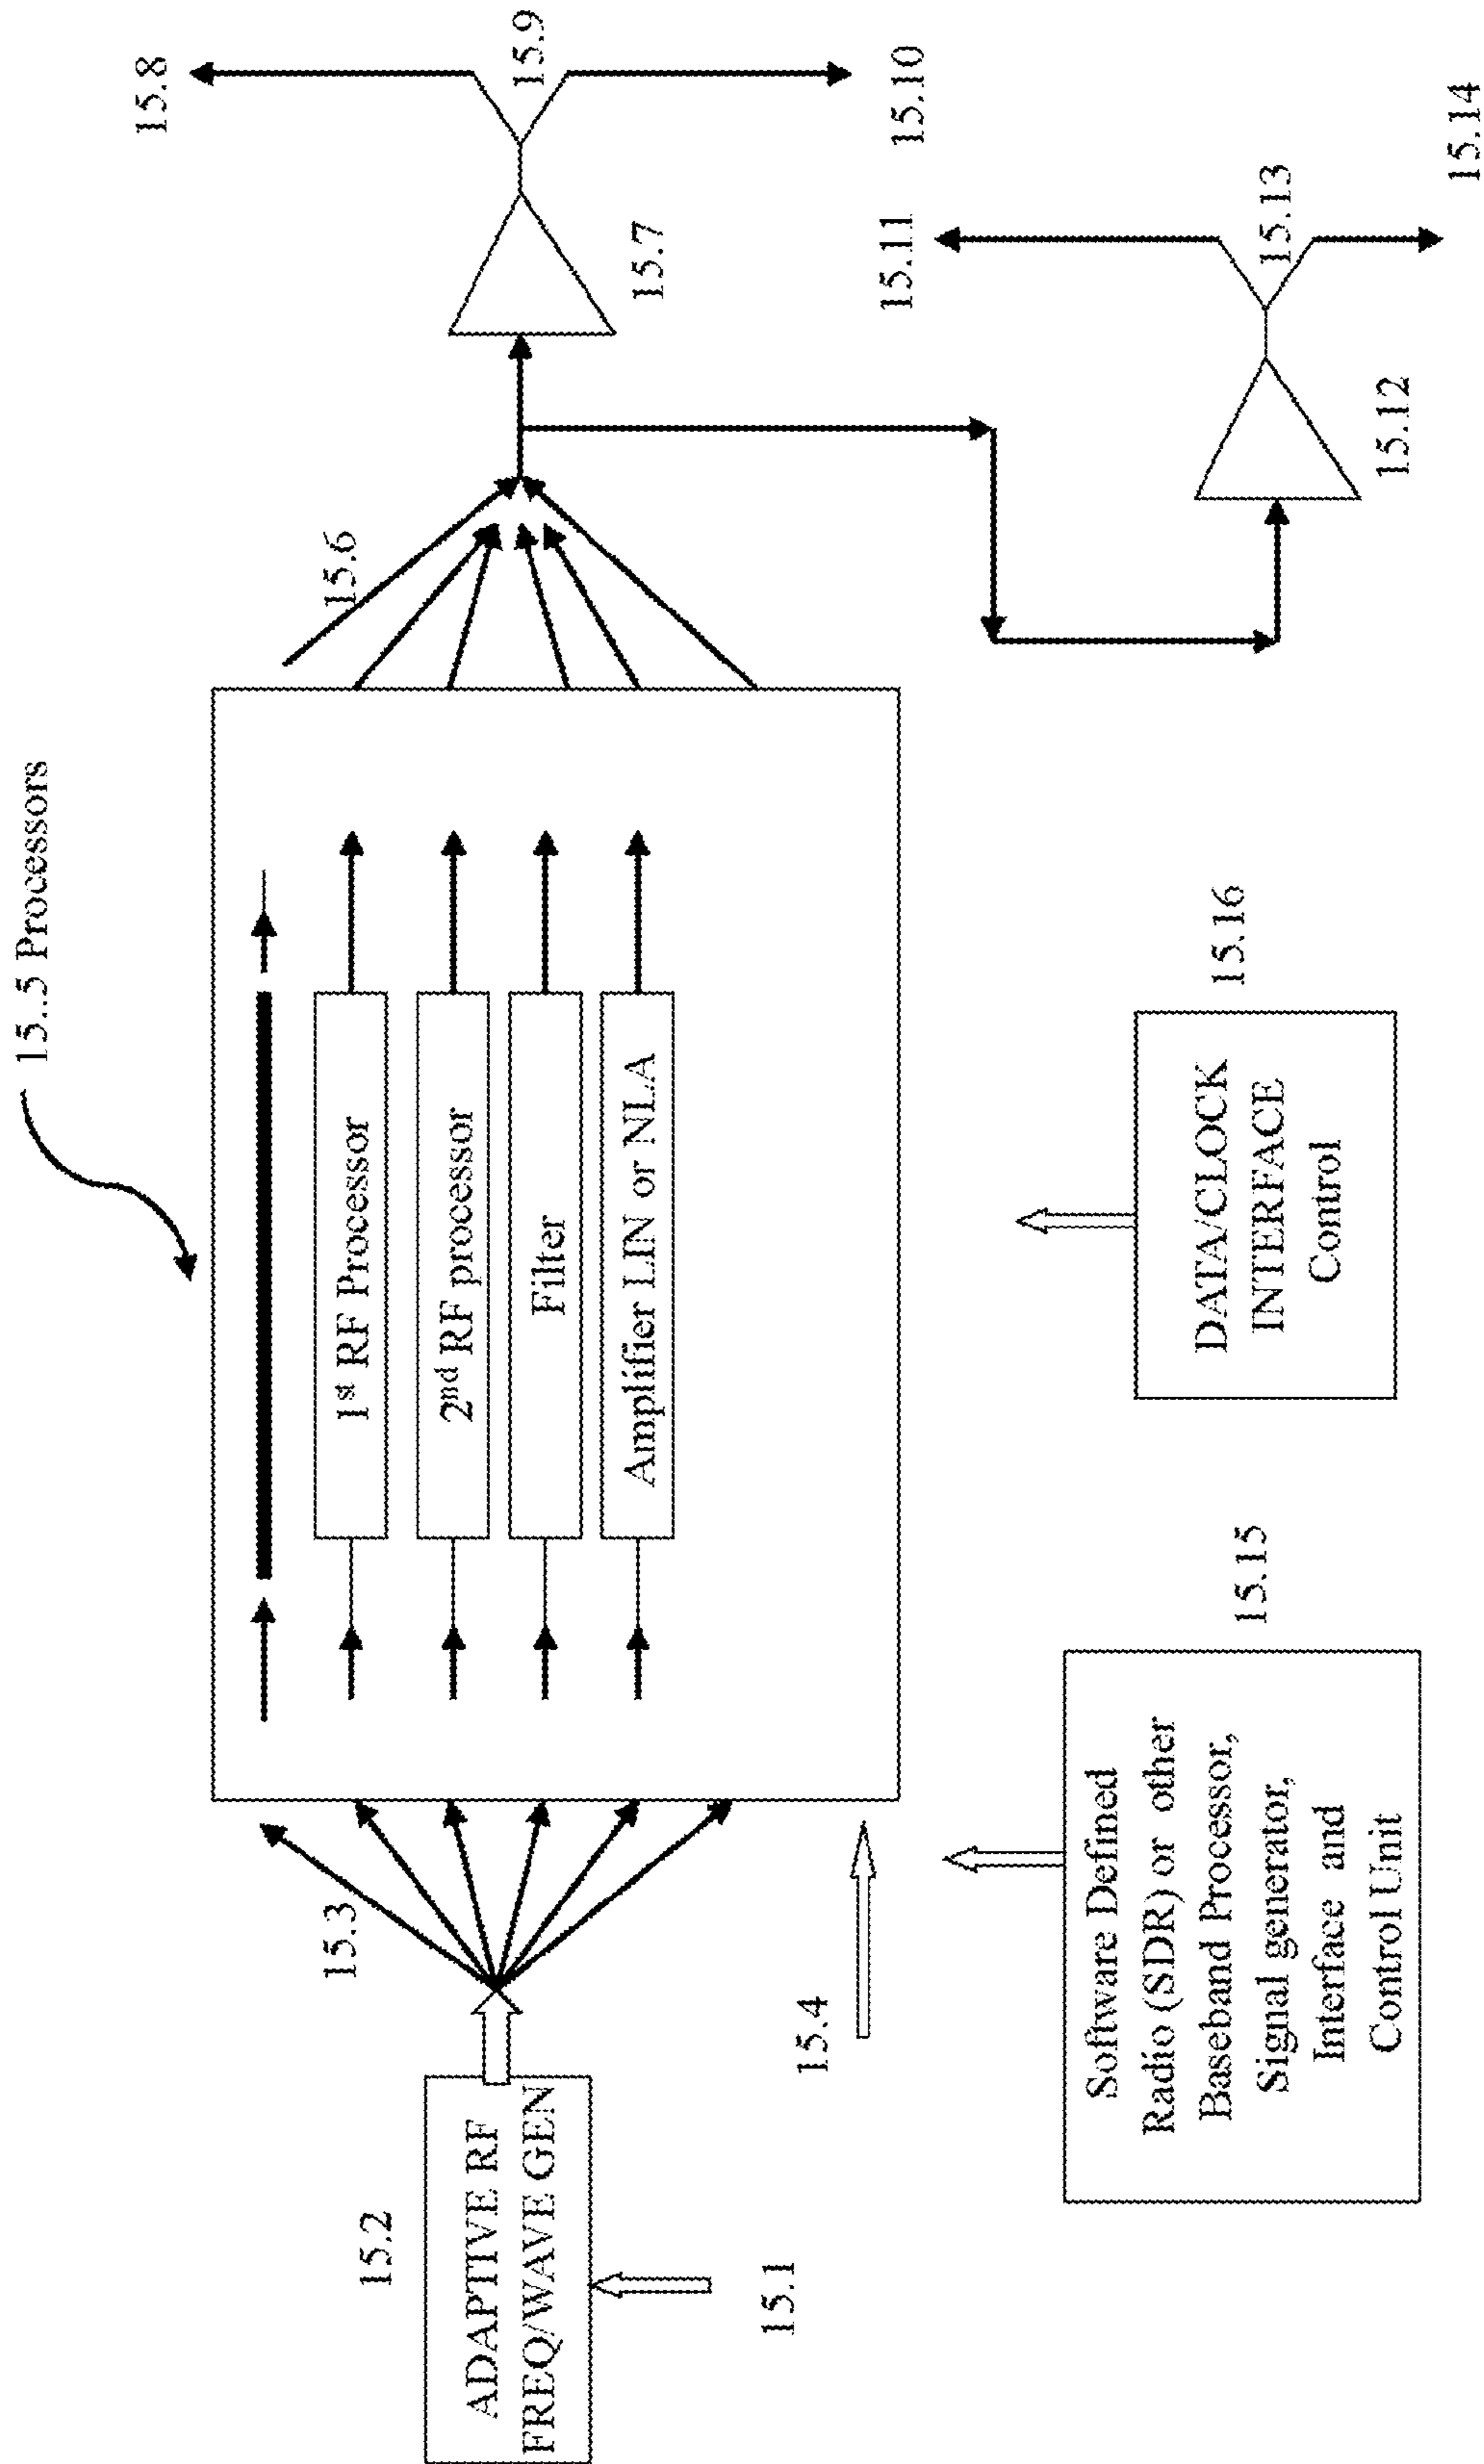 15..5 Processors
15.8
15.9
15.10
15.7
15.6
15.11
15.13
15.14
15.12
1st RF Processor
2nd RF processor
Filter
Amplifier LIN or NLA
15.3
15.2
ADAPTIVE RF
FREQ/WAVE GEN
15.1
15.4
15.15
Software Defined
Radio (SDR) or other
Baseband Processor,
Signal generator,
Interface and
Control Unit
15.16
DATA/CLOCK
INTERFACE
Control